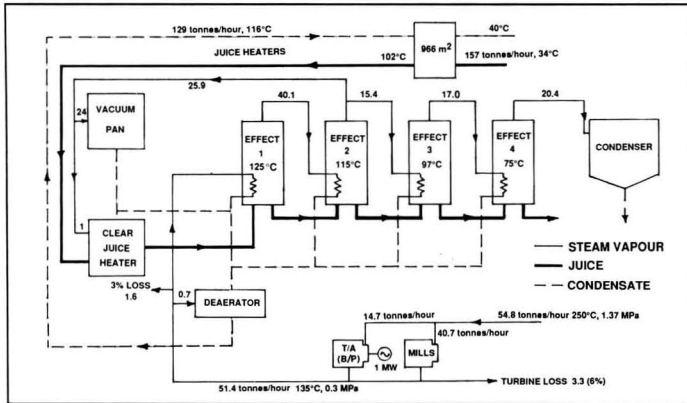 129 tonnes/hour, 116°C
40°C
JUICE HEATERS
966 m²
102°C
157 tonnes/hour, 34°C
25.9
40.1
15.4
17.0
20.4
24
VACUUM
PAN
EFFECT
1
125°C
EFFECT
2
115°C
EFFECT
3
97°C
EFFECT
4
75°C
CONDENSER
1
CLEAR
JUICE
HEATER
3% LOSS
1.6
0.7
DEAERATOR
STEAM VAPOUR
JUICE
CONDENSATE
14.7 tonnes/hour
54.8 tonnes/hour 250°C, 1.37 MPa
40.7 tonnes/hour
T/A
(B/P)
1 MW
MILLS
51.4 tonnes/hour 135°C, 0.3 MPa
TURBINE LOSS 3.3 (6%)